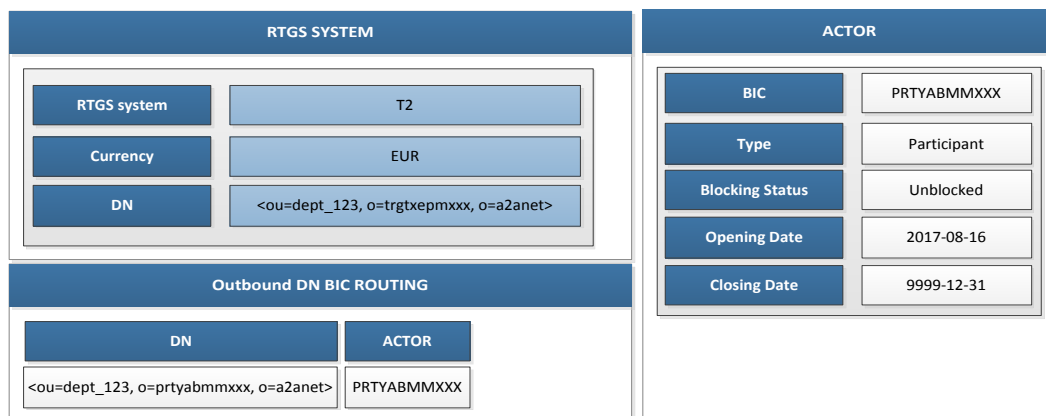 RTGS SYSTEM
RTGS system T2
Currency EUR
DN <ou=dept_123, o=trgtxepmxxx, o=a2anet>
Outbound DN BIC ROUTING
DN ACTOR
<ou=dept_123, o=prtyabmmxxx, o=a2anet> PRTYABMMXXX
ACTOR
BIC PRTYABMMXXX
Type Participant
Blocking Status Unblocked
Opening Date 2017-08-16
Closing Date 9999-12-31